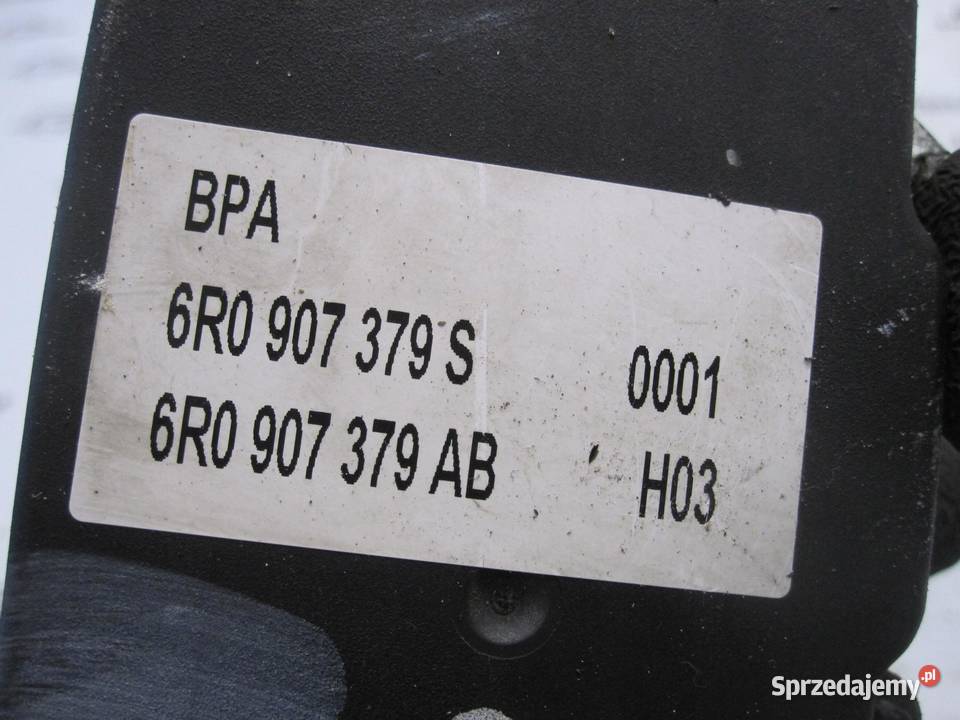 BPA
6R0 907 379 S 0001
6R0 907 379 AB H03
Sprzedajemy.pl